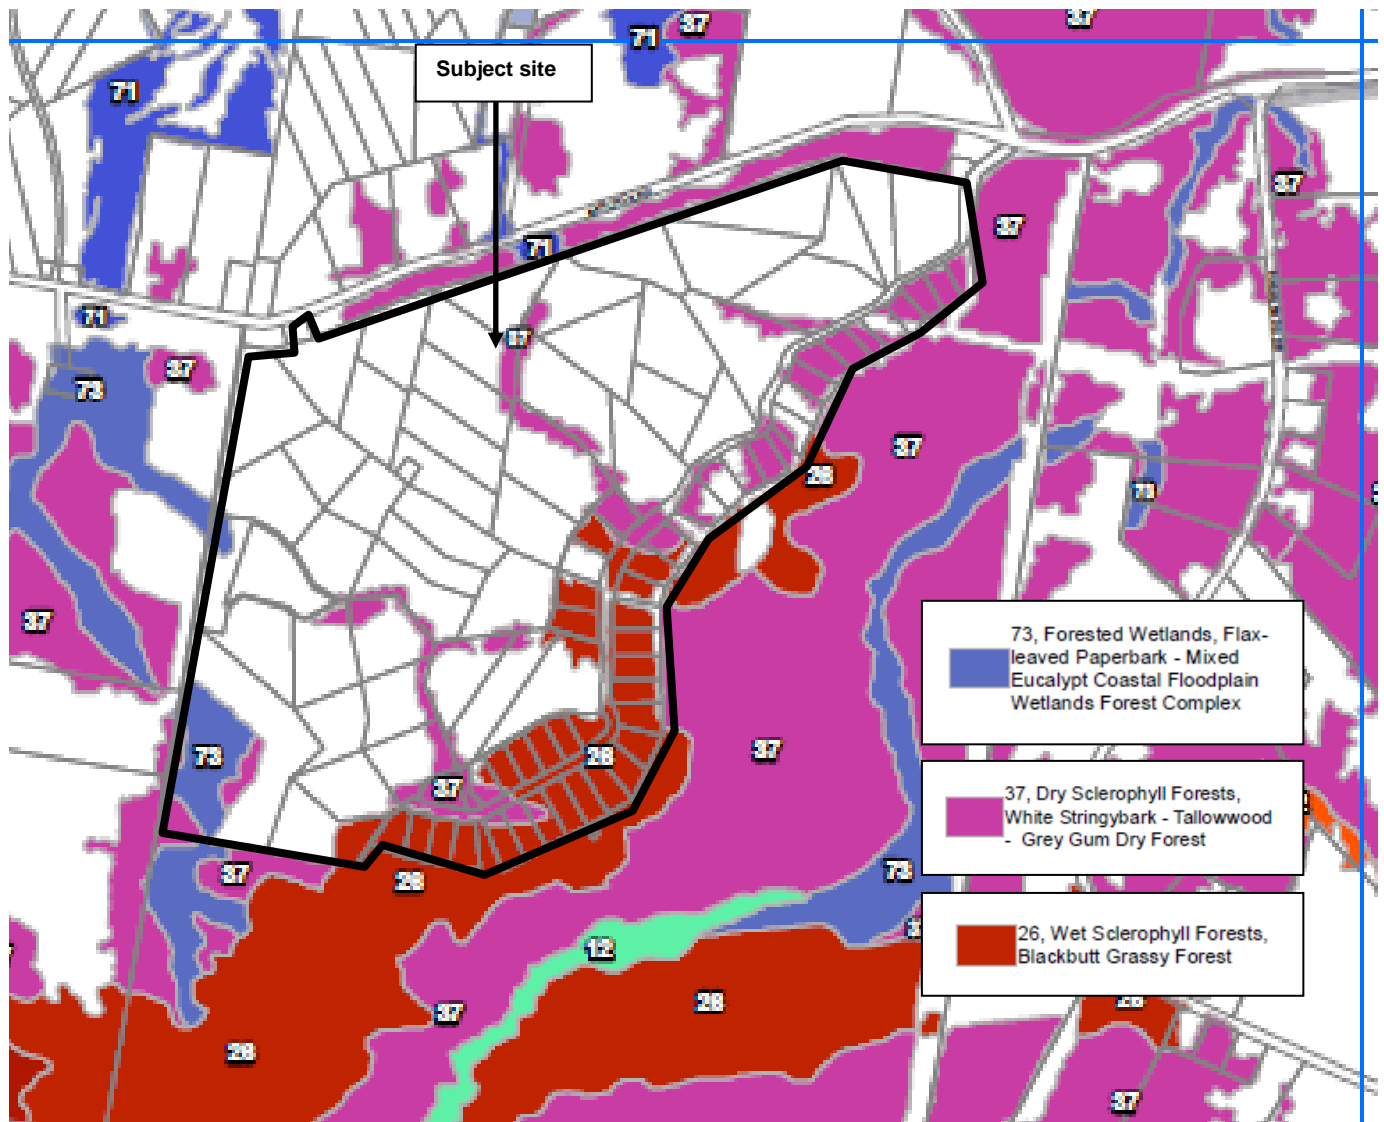 37
37
71
Subject site
71
37
37
71
37
71
37
73
37
28
71
37
73
37
28
37
73
37
28
37
12
28
37
28
28
37
73, Forested Wetlands, Flax-
leaved Paperbark - Mixed
Eucalypt Coastal Floodplain
Wetlands Forest Complex
37, Dry Sclerophyll Forests,
White Stringybark - Tallowwood
- Grey Gum Dry Forest
26, Wet Sclerophyll Forests,
Blackbutt Grassy Forest